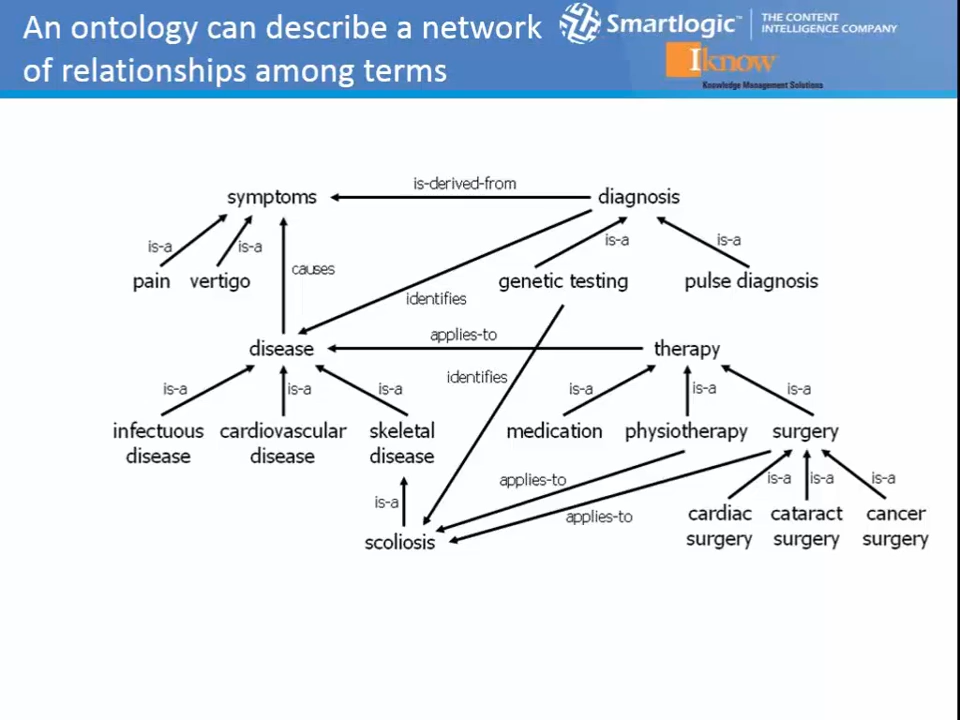 An ontology can describe a network
of relationships among terms
Smartlogic™
THE CONTENT
INTELLIGENCE COMPANY
Iknow
Knowledge Management Solutions
is-derived-from
symptoms
diagnosis
is-a
is-a
is-a
is-a
causes
pain
vertigo
genetic testing
pulse diagnosis
identifies
applies-to
disease
therapy
identifies
is-a
is-a
is-a
is-a
is-a
is-a
infectuous
disease
cardiovascular
disease
skeletal
disease
medication
physiotherapy
surgery
applies-to
is-a
is-a
is-a
is-a
applies-to
scoliosis
cardiac
surgery
cataract
surgery
cancer
surgery